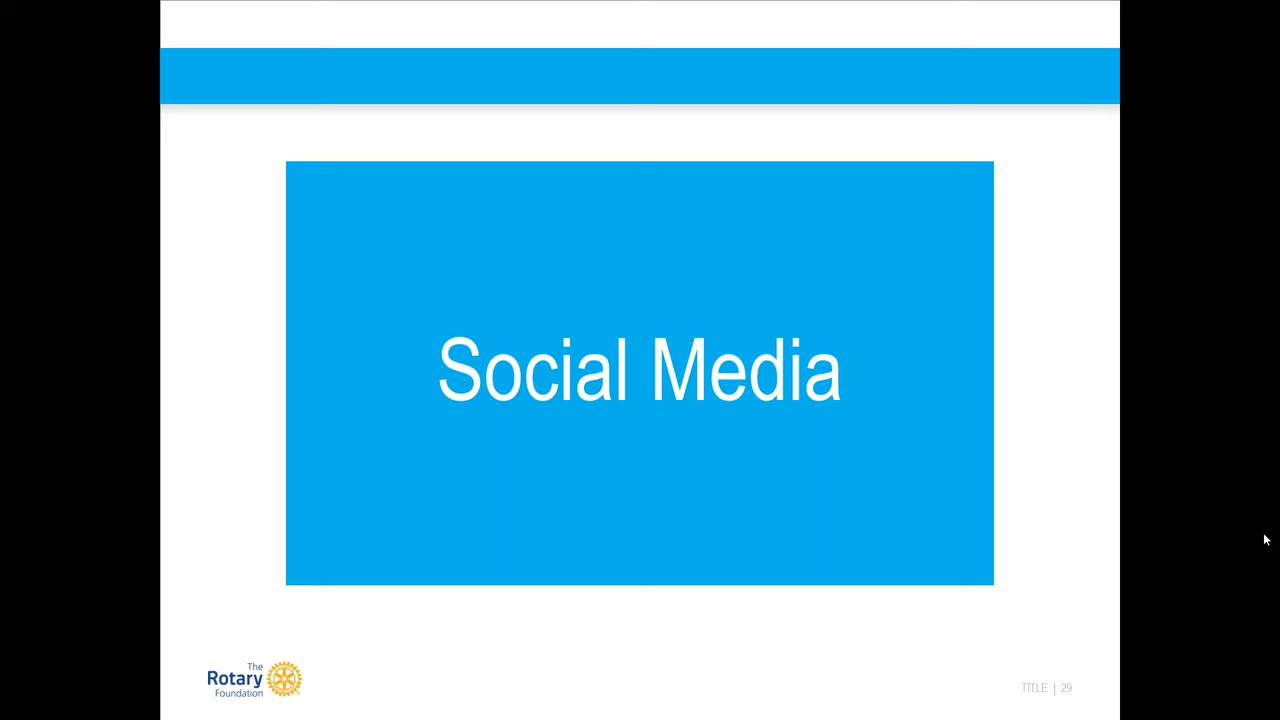 Social Media
The
Rotary
Foundation
TITLE | 29